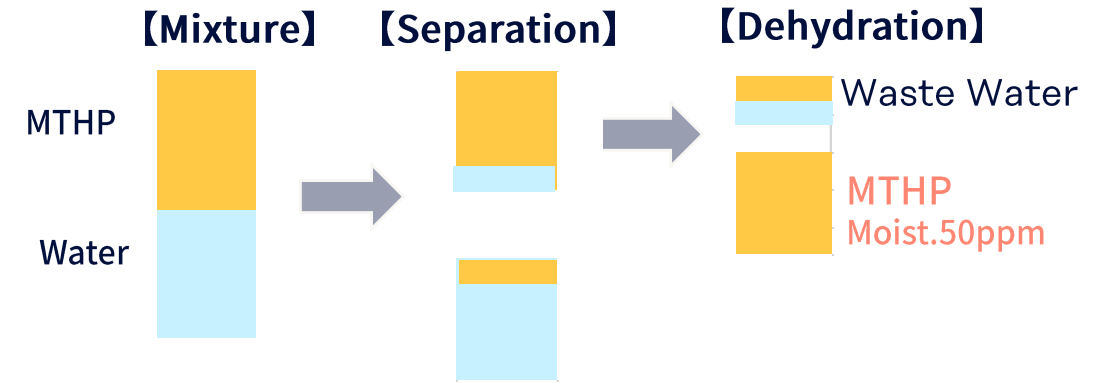 【Mixture】
【Separation】
【Dehydration】
MTHP
Water
Waste Water
MTHP
Moist.50ppm